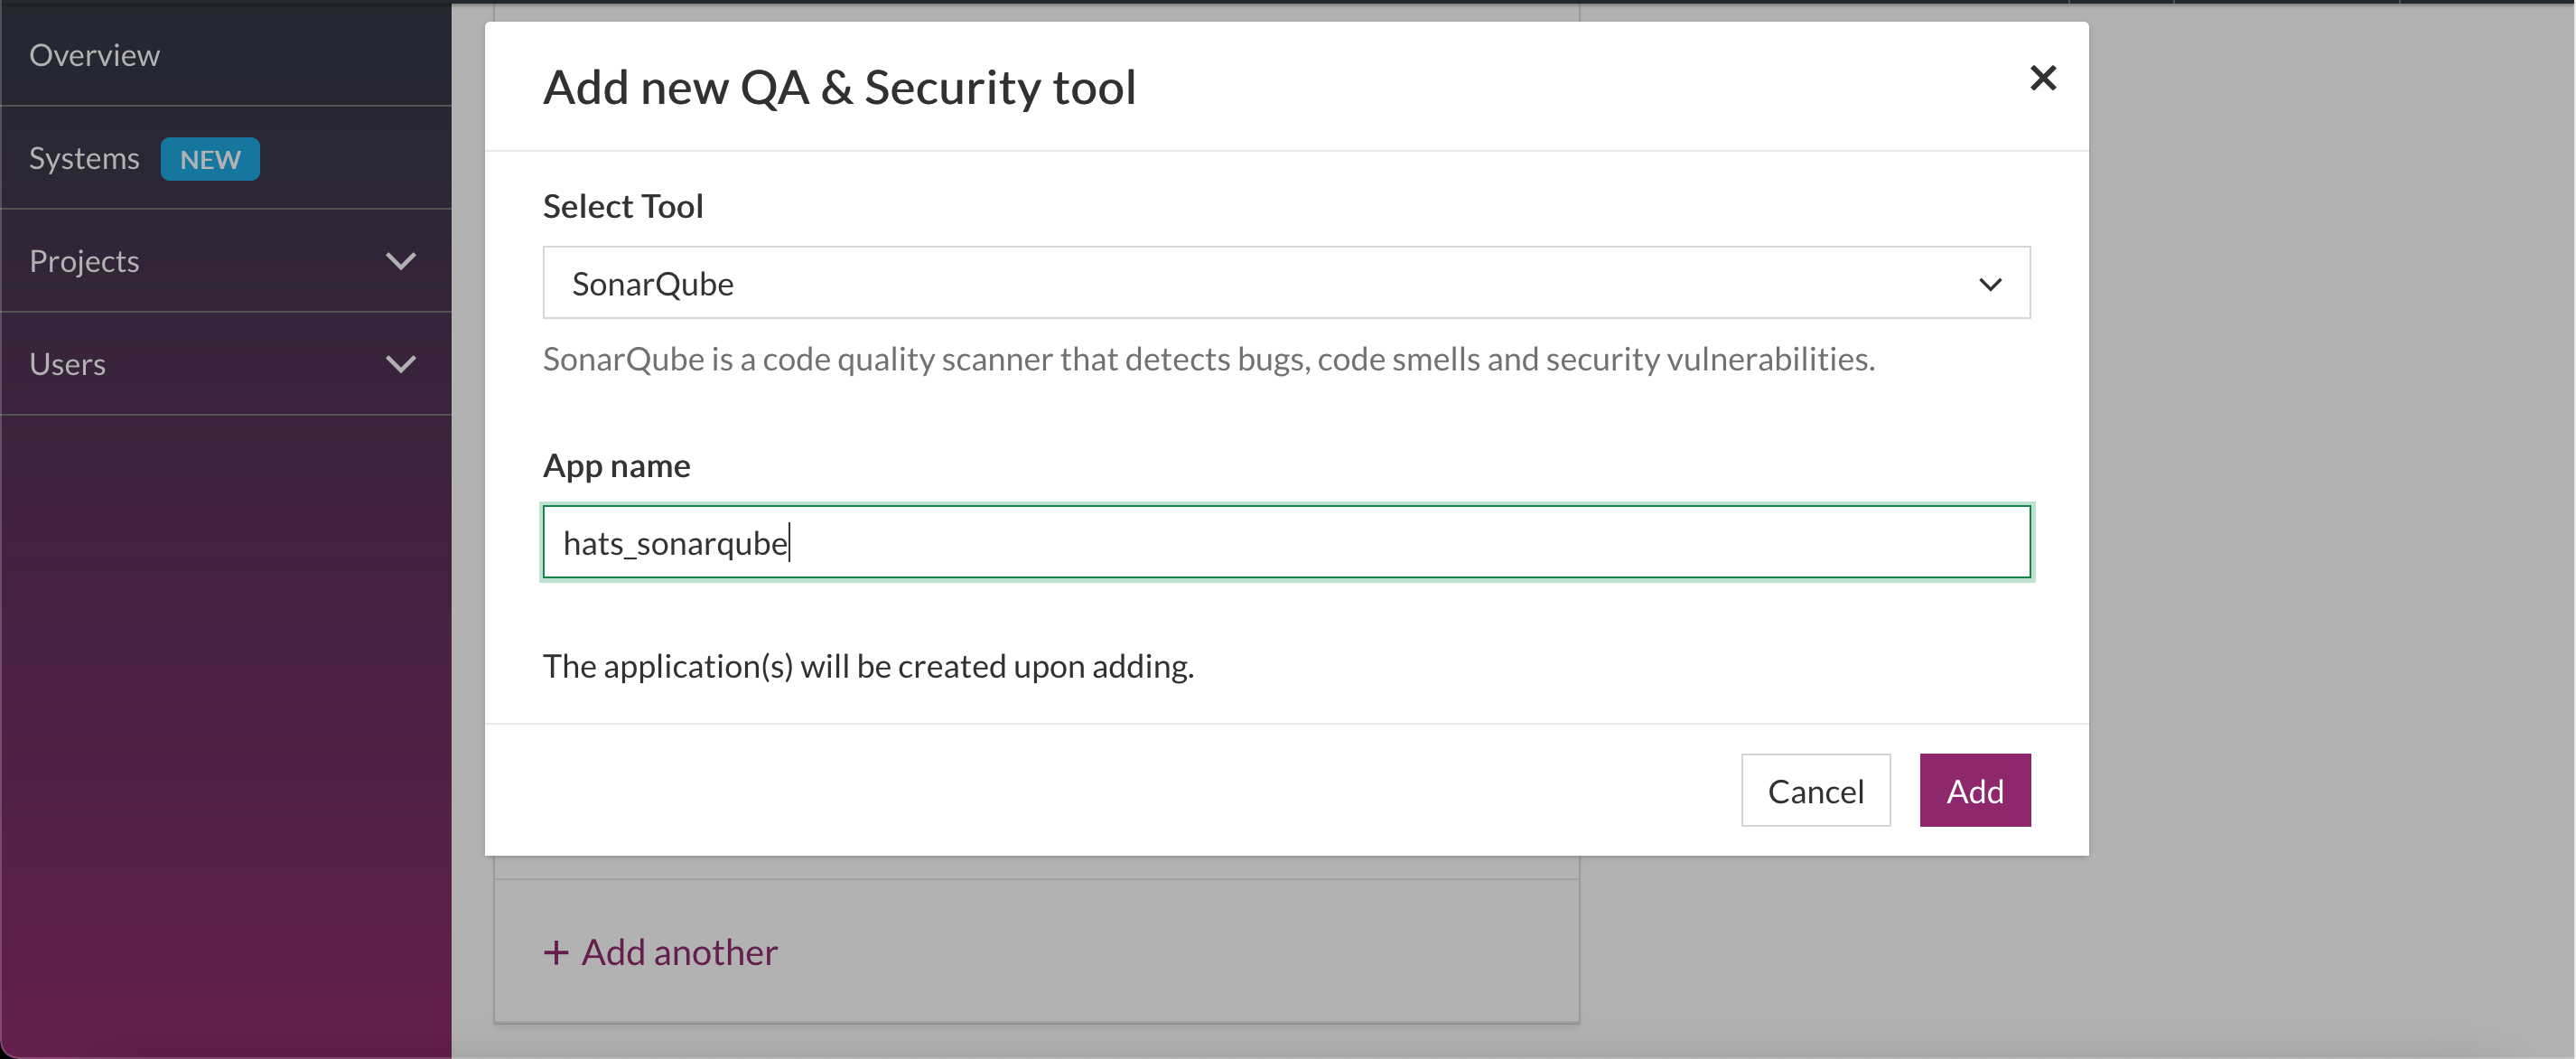 Overview
Systems NEW
Projects
Users
Add new QA & Security tool
Select Tool
SonarQube
SonarQube is a code quality scanner that detects bugs, code smells and security vulnerabilities.
App name
hats_sonarqube
The application(s) will be created upon adding.
Cancel Add
+ Add another